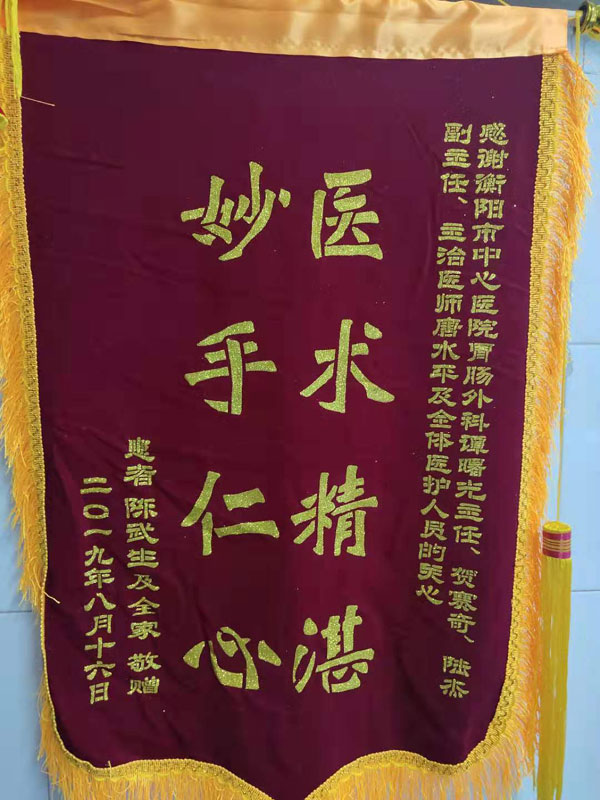 感谢衡阳市中心医院胃肠外科谭曙光主任、贺奇、陆杰
副主任、主治医师唐水平及全体医护人员的关心
医术精湛
妙手仁心
患者 陈武生及全家 敬赠
二〇一九年八月十六日